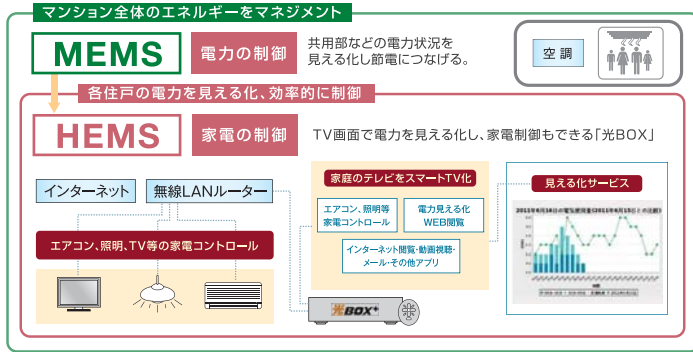 マンション全体のエネルギーをマネジメント
MEMS
電力の制御
共用部などの電力状況を
見える化し節電につなげる。
空調
各住戸の電力を見える化、効率的に制御
HEMS
家電の制御
TV画面で電力を見える化し、家電制御もできる「光BOX」
インターネット
無線LANルーター
エアコン、照明、TV等の家電コントロール
家庭のテレビをスマートTV化
エアコン、照明等
家電コントロール
電力見える化
WEB閲覧
インターネット閲覧・動画視聴・
メール・その他アプリ
光BOX+
見える化サービス